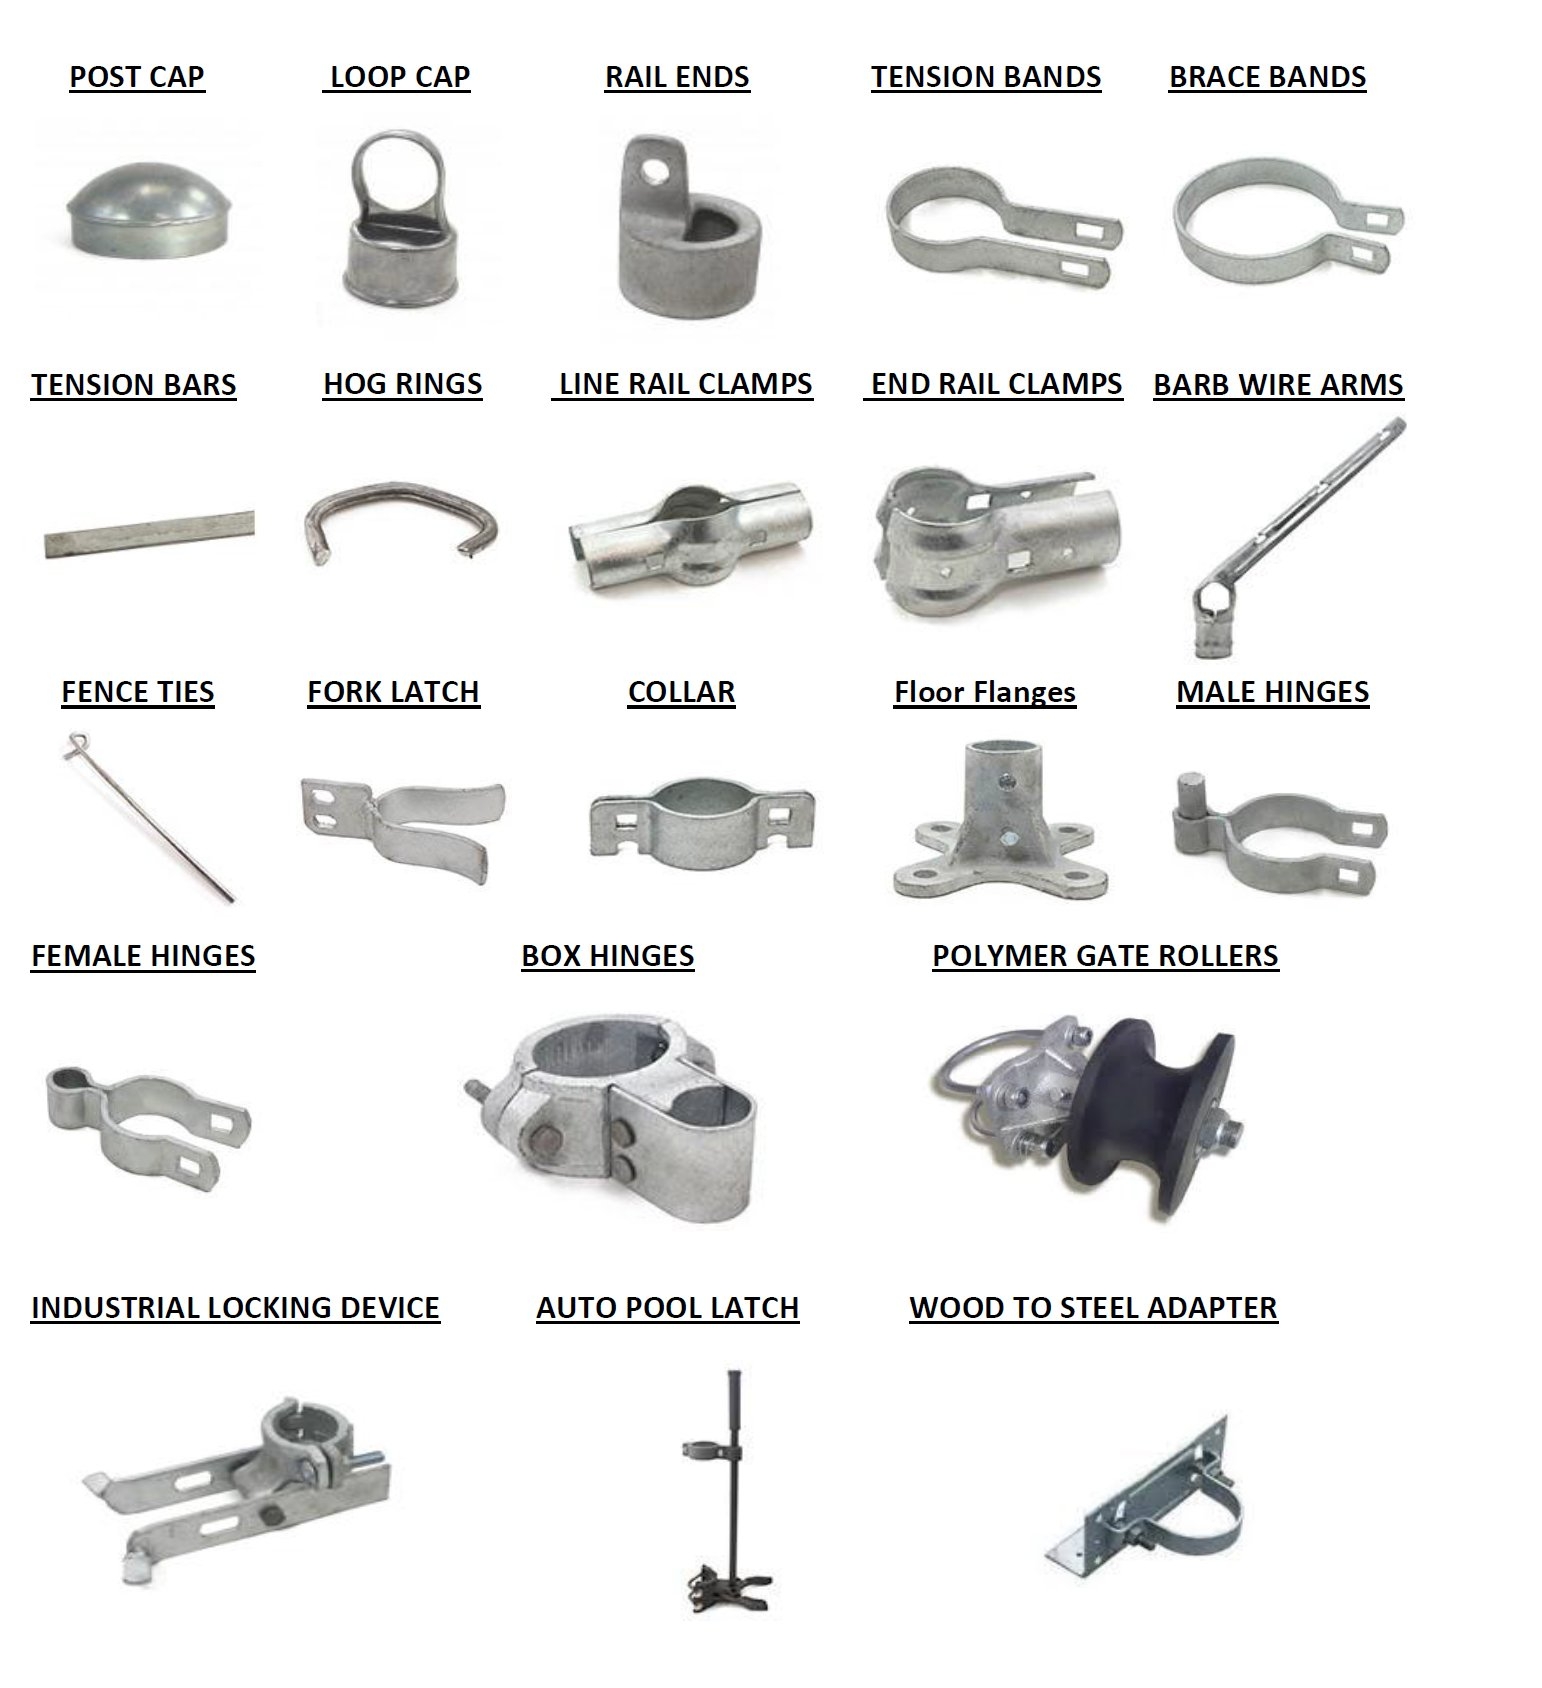 POST CAP
LOOP CAP
RAIL ENDS
TENSION BANDS
BRACE BANDS
TENSION BARS
HOG RINGS
LINE RAIL CLAMPS
END RAIL CLAMPS
BARB WIRE ARMS
FENCE TIES
FORK LATCH
COLLAR
Floor Flanges
MALE HINGES
FEMALE HINGES
BOX HINGES
POLYMER GATE ROLLERS
INDUSTRIAL LOCKING DEVICE
AUTO POOL LATCH
WOOD TO STEEL ADAPTER